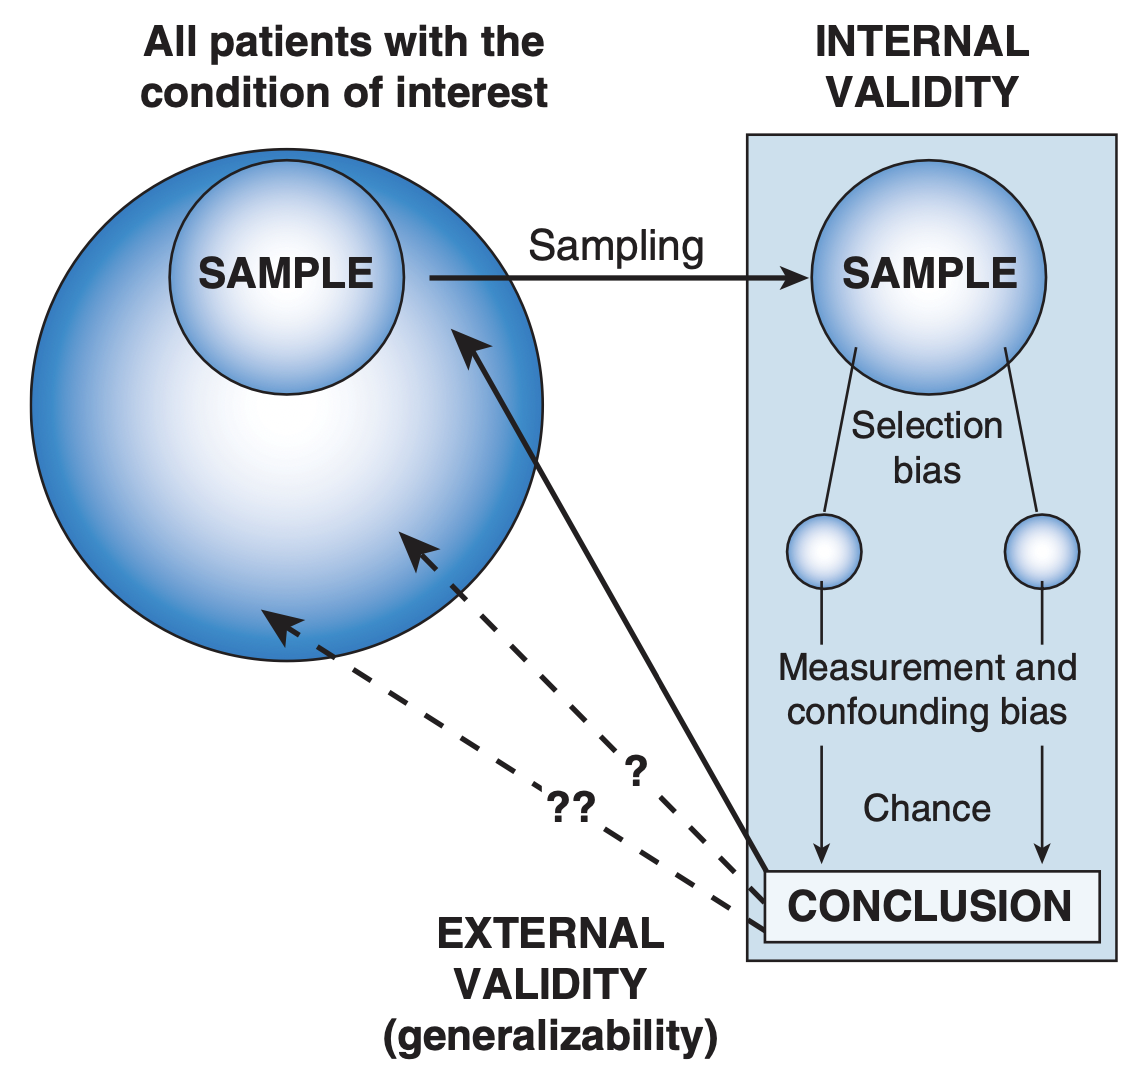 All patients with the
condition of interest
INTERNAL
VALIDITY
SAMPLE
Sampling
SAMPLE
Selection
bias
Measurement and
confounding bias
?
??
Chance
CONCLUSION
EXTERNAL
VALIDITY
(generalizability)